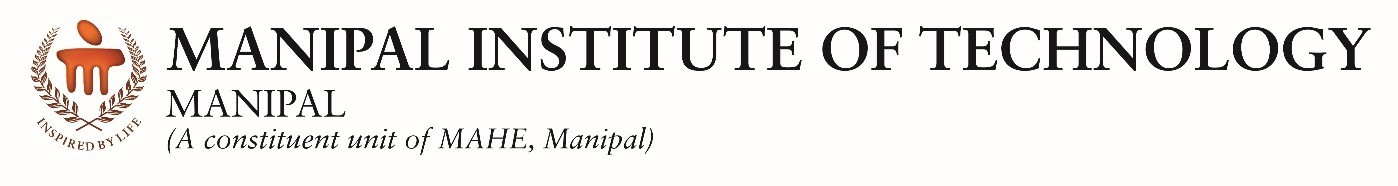 MANIPAL INSTITUTE OF TECHNOLOGY
MANIPAL
(A constituent unit of MAHE, Manipal)
INSPIRED BY LIFE